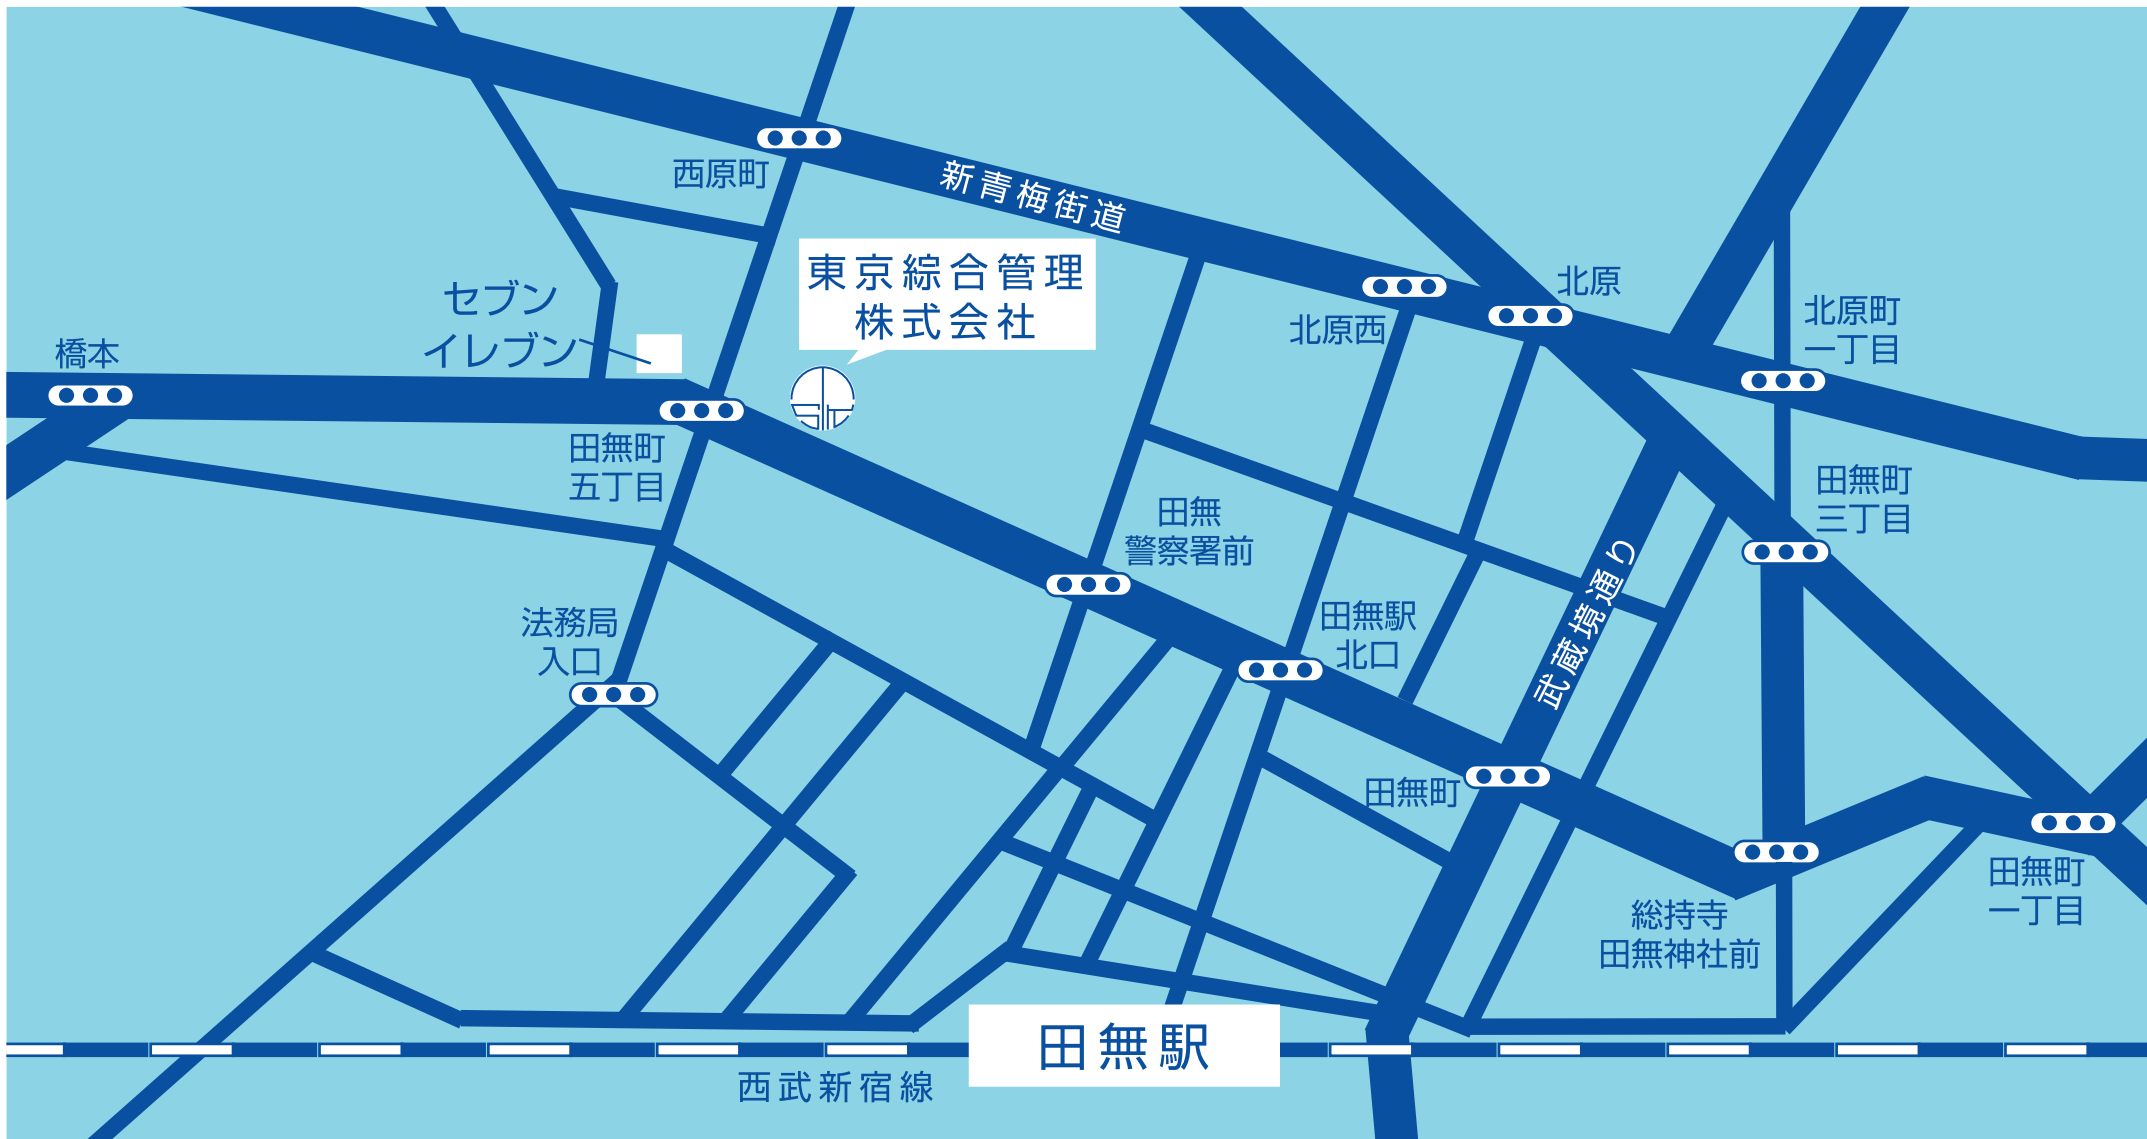 西原町
新青梅街道
東京綜合管理
株式会社
北原
セブン
イレブン
北原西
北原町
一丁目
橋本
田無町
五丁目
田無町
三丁目
田無
警察署前
武蔵境通り
法務局
入口
田無駅
北口
田無町
総持寺
田無神社前
田無町
一丁目
田無駅
西武新宿線